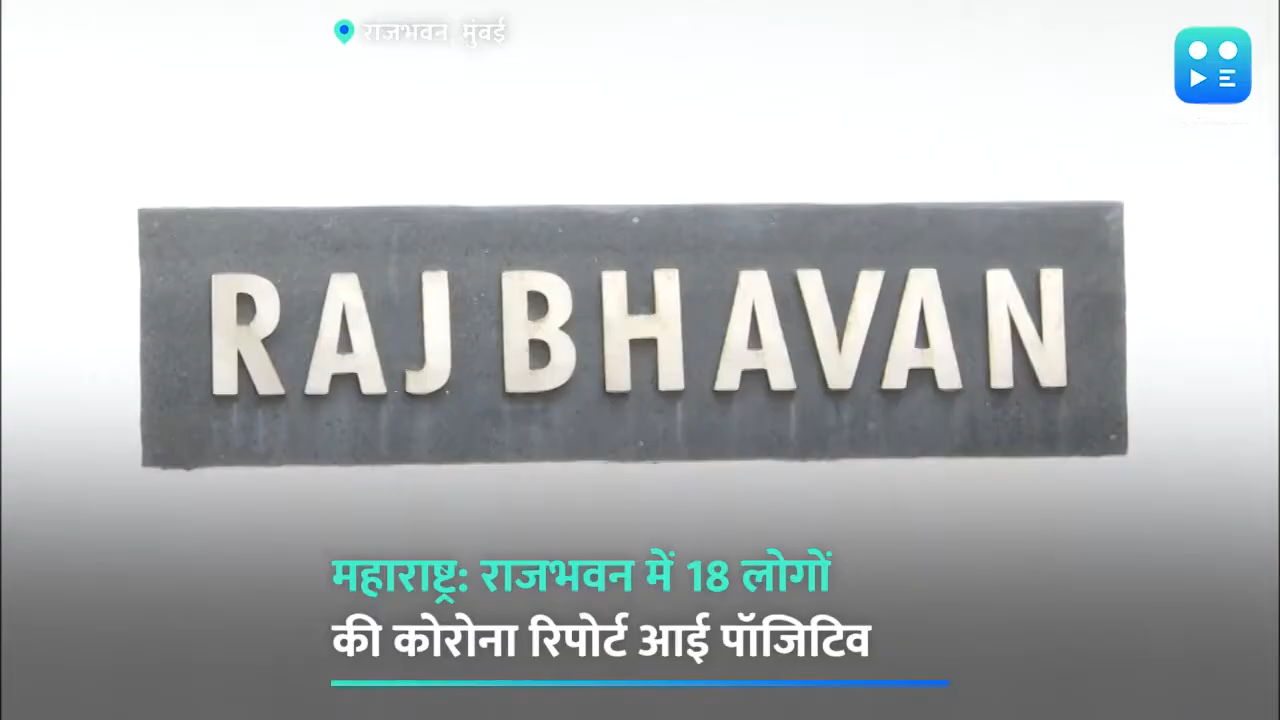 राजभवन, मुंबई
RAJ BHAVAN
महाराष्ट्र: राजभवन में 18 लोगों
की कोरोना रिपोर्ट आई पॉजिटिव